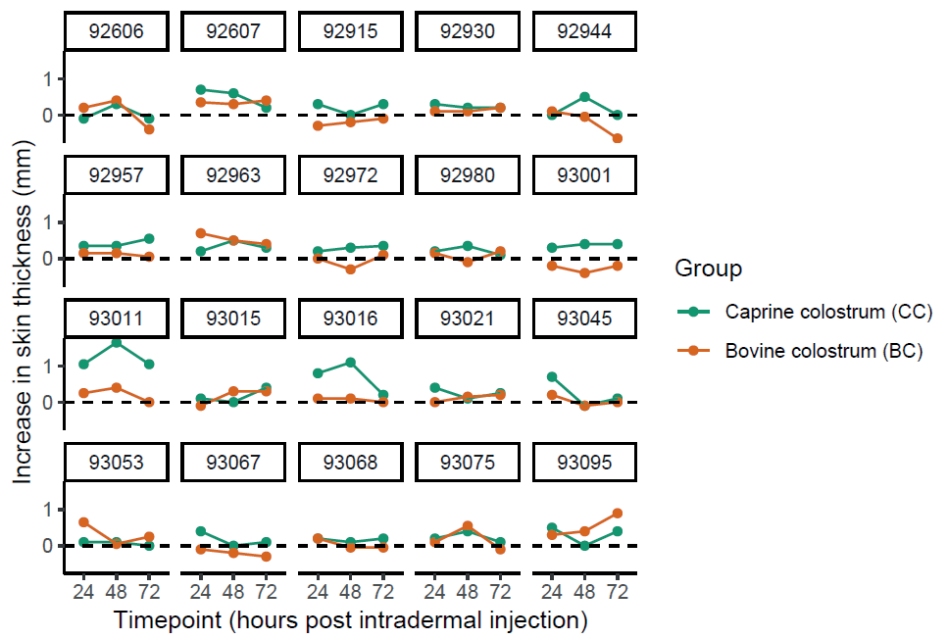 92606 92607 92915 92930 92944
1
0
92957 92963 92972 92980 93001
1
0
93011 93015 93016 93021 93045
1
0
93053 93067 93068 93075 93095
1
0
24 48 72 24 48 72 24 48 72 24 48 72 24 48 72
Timepoint (hours post intradermal injection)
Increase in skin thickness (mm)
Group
Caprine colostrum (CC)
Bovine colostrum (BC)